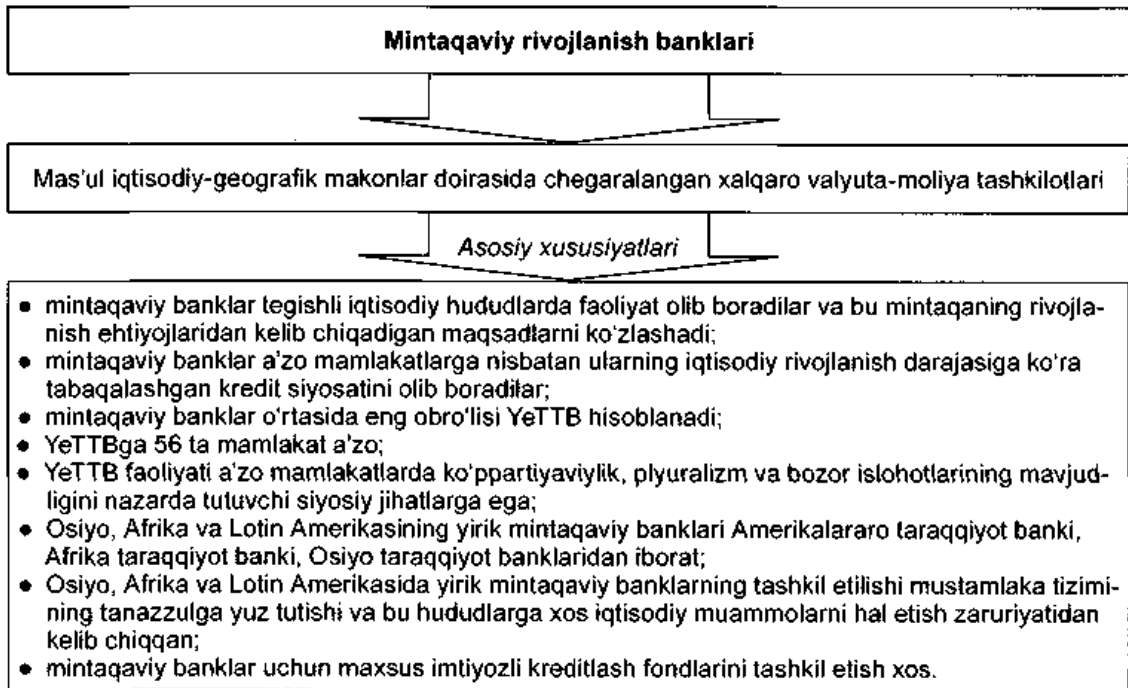 Mintaqaviy rivojlanish banklari
Mas'ul iqtisodiy-geografik makonlar doirasida chegaralangan xalqaro valyuta-moliya tashkilotlari
Asosiy xususiyatlari
• mintaqaviy banklar tegishli iqtisodiy hududlarda faoliyat olib boradilar va bu mintaqaning rivojla-
nish ehtiyojlaridan kelib chiqadigan maqsadlarni ko'zlashadi;
• mintaqaviy banklar a'zo mamlakatlarga nisbatan ularning iqtisodiy rivojlanish darajasiga ko'ra
tabaqalashgan kredit siyosatini olib boradilar;
• mintaqaviy banklar o'rtasida eng obro'lisi YeTTB hisoblanadi;
• YeTTBga 56 ta mamlakat a'zo;
• YeTTB faoliyati a'zo mamlakatlarda ko'ppartiyaviylik, plyuralizm va bozor islohotlarining mavjud-
ligini nazarda tutuvchi siyosiy jihatlarga ega;
• Osiyo, Afrika va Lotin Amerikasining yirik mintaqaviy banklari Amerikalararo taraqqiyot banki,
Afrika taraqqiyot banki, Osiyo taraqqiyot banklaridan iborat;
• Osiyo, Afrika va Lotin Amerikasida yirik mintaqaviy banklarning tashkil etilishi mustamlaka tizimi-
ning tanazzulga yuz tutishi va bu hududlarga xos iqtisodiy muammolarni hal etish zaruriyatidan
kelib chiqqan;
• mintaqaviy banklar uchun maxsus imtiyozli kreditlash fondlarini tashkil etish xos.